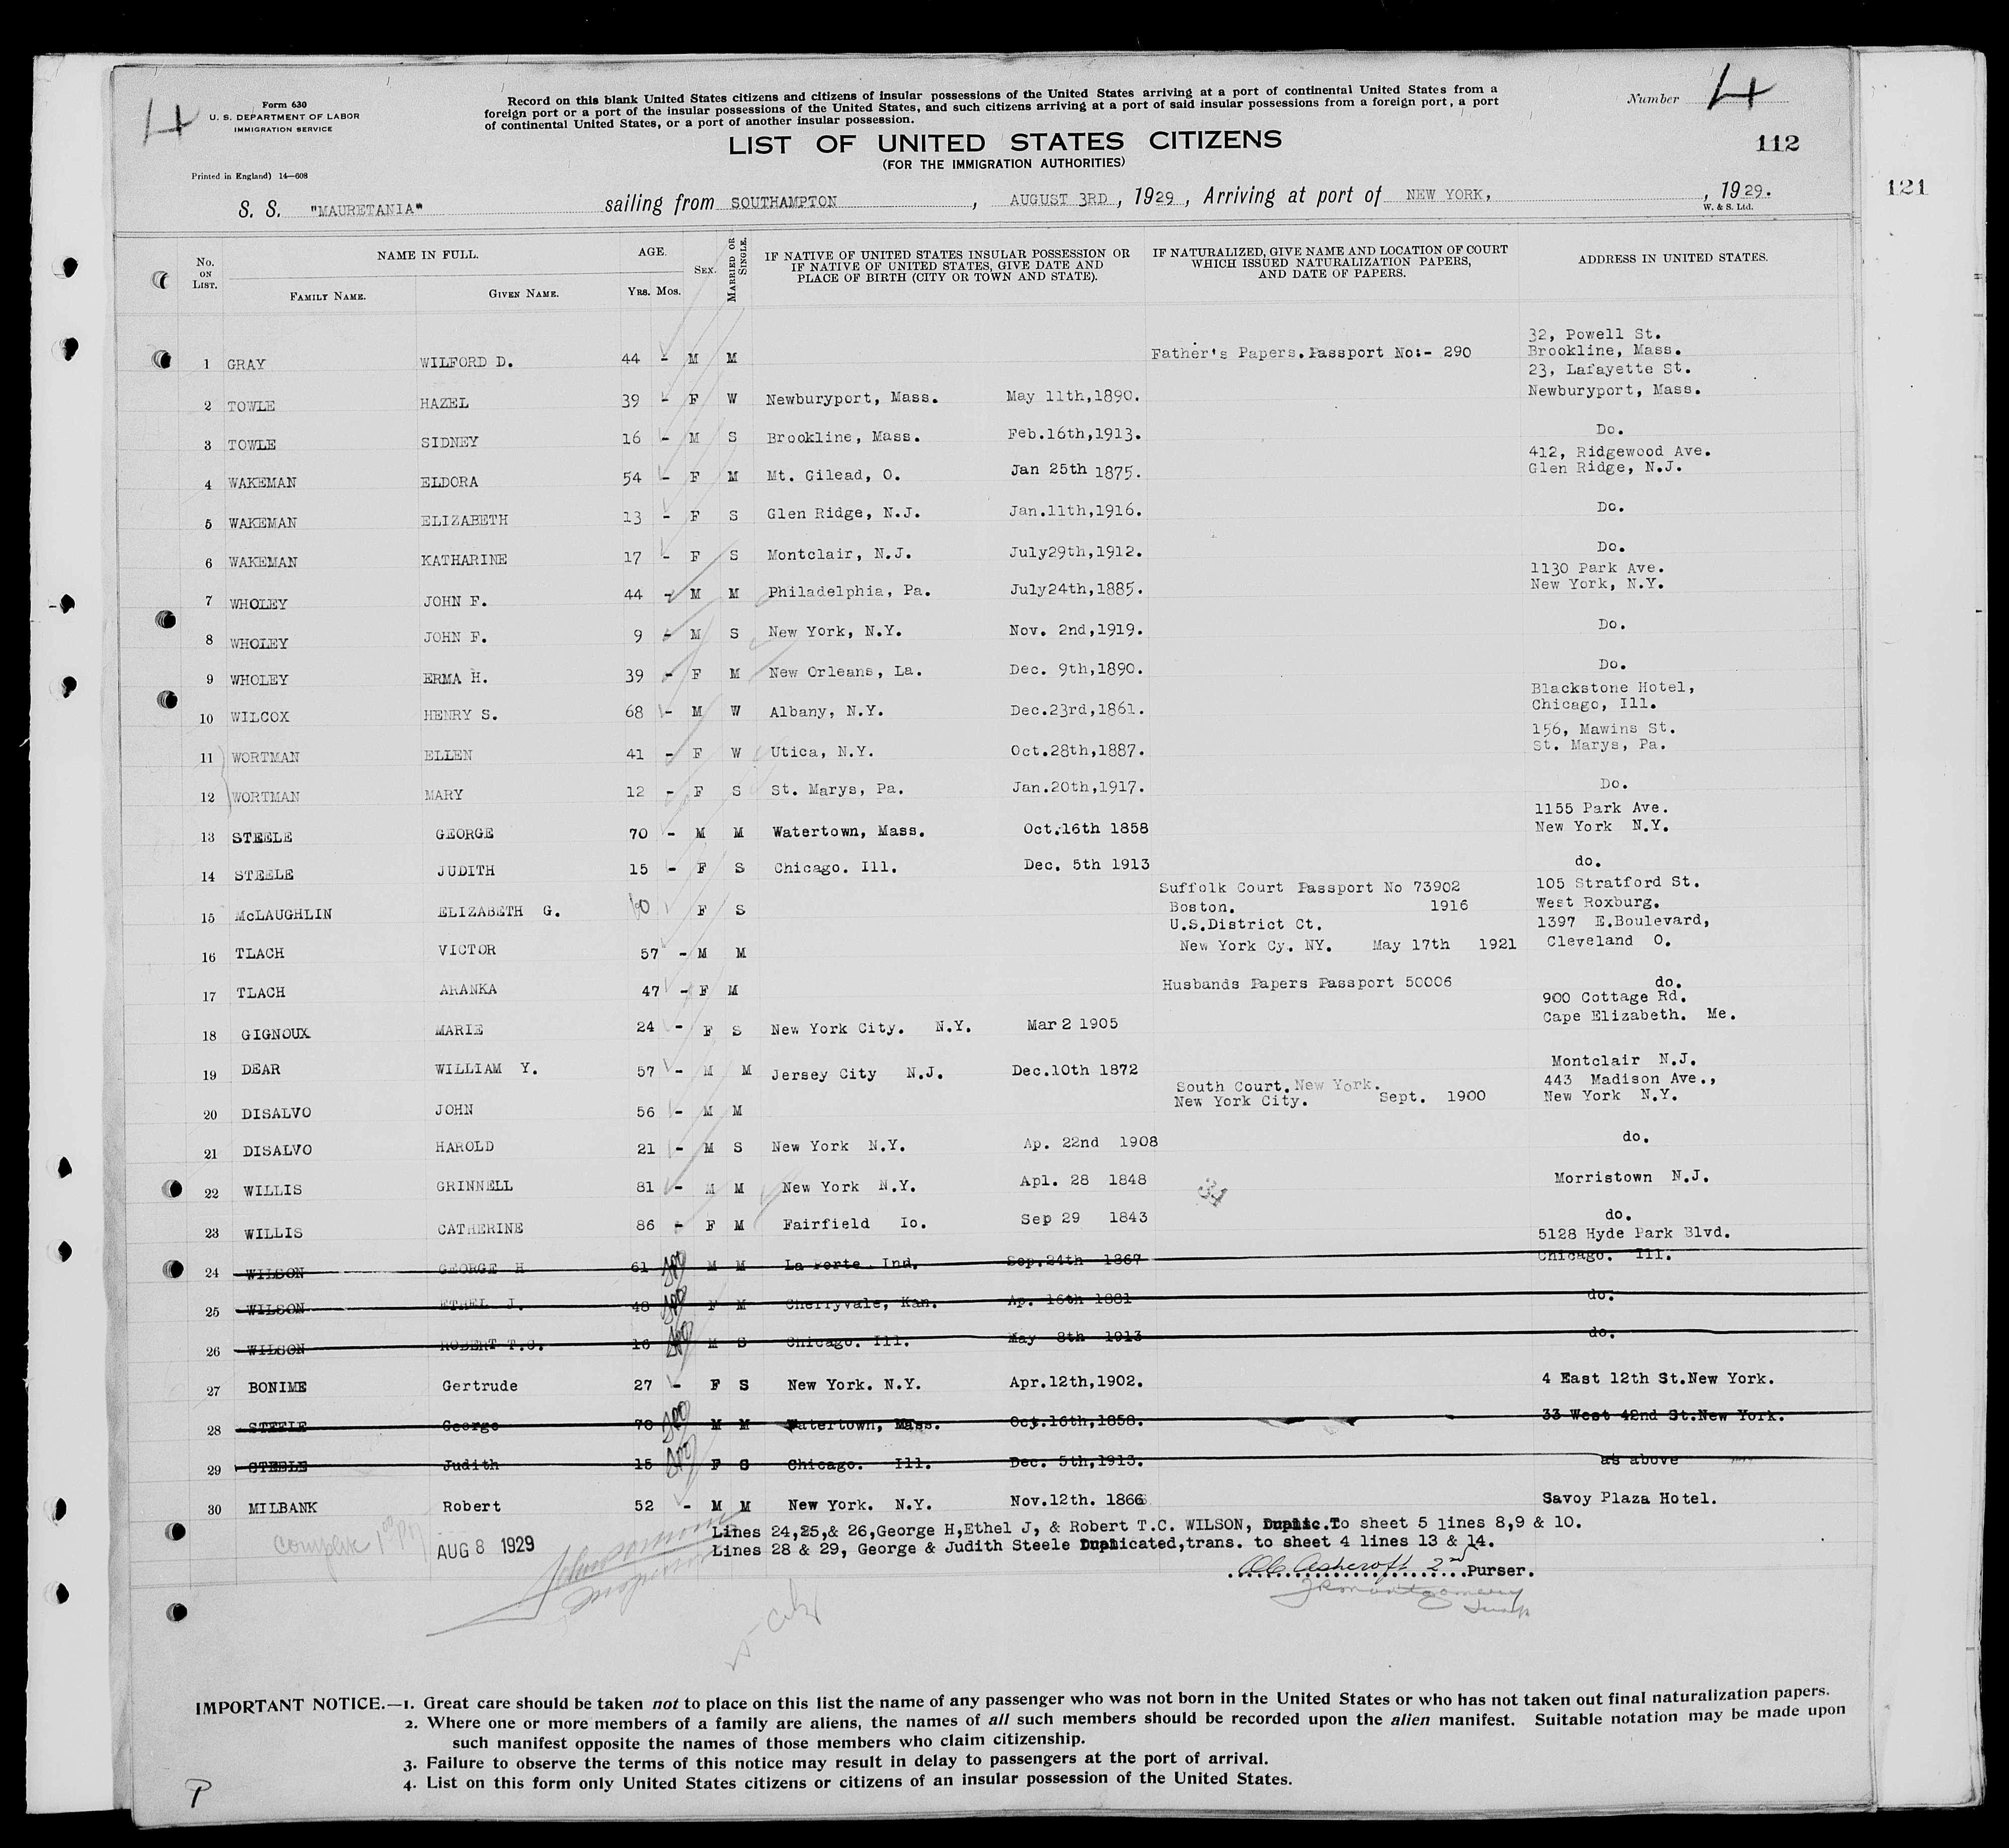 4
Form 630
U. S. DEPARTMENT OF LABOR
IMMIGRATION SERVICE
Printed in England) 14—608
Record on this blank United States citizens and citizens of insular possessions of the United States arriving at a port of continental United States from a
foreign port or a port of the insular possessions of the United States, and such citizens arriving at a port of said insular possessions from a foreign port, a port
of continental United States, or a port of another insular possession.
Number 4
LIST OF UNITED STATES CITIZENS
(FOR THE IMMIGRATION AUTHORITIES)
112
121
S. S. "MAURETANIA" sailing from SOUTHAMPTON, AUGUST 3RD, 1929, Arriving at port of NEW YORK, , 1929.
W. & S. Ltd.
No. ON LIST.
NAME IN FULL.
FAMILY NAME. GIVEN NAME.
AGE.
YRS. MOS.
SEX.
MARRIED OR SINGLE.
IF NATIVE OF UNITED STATES INSULAR POSSESSION OR
IF NATIVE OF UNITED STATES, GIVE DATE AND
PLACE OF BIRTH (CITY OR TOWN AND STATE).
IF NATURALIZED, GIVE NAME AND LOCATION OF COURT
WHICH ISSUED NATURALIZATION PAPERS,
AND DATE OF PAPERS.
ADDRESS IN UNITED STATES.
32, Powell St.
1 GRAY WILFORD D. 44 - M M Father's Papers.Passport No:- 290 Brookline, Mass.
23, Lafayette St.
2 TOWLE HAZEL 39 - F W Newburyport, Mass. May 11th,1890. Newburyport, Mass.
3 TOWLE SIDNEY 16 - M S Brookline, Mass. Feb.16th,1913. Do.
412, Ridgewood Ave.
4 WAKEMAN ELDORA 54 - F M Mt. Gilead, O. Jan 25th 1875. Glen Ridge, N.J.
5 WAKEMAN ELIZABETH 13 - F S Glen Ridge, N.J. Jan.11th,1916. Do.
6 WAKEMAN KATHARINE 17 - F S Montclair, N.J. July29th,1912. Do.
1130 Park Ave.
7 WHOLEY JOHN F. 44 - M M Philadelphia, Pa. July24th,1885. New York, N.Y.
8 WHOLEY JOHN F. 9 - M S New York, N.Y. Nov. 2nd,1919. Do.
9 WHOLEY ERMA H. 39 - F M New Orleans, La. Dec. 9th,1890. Do.
Blackstone Hotel,
10 WILCOX HENRY S. 68 - M W Albany, N.Y. Dec.23rd,1861. Chicago, Ill.
156, Mawins St.
11 WORTMAN ELLEN 41 - F W Utica, N.Y. Oct.28th,1887. St. Marys, Pa.
12 WORTMAN MARY 12 - F S St. Marys, Pa. Jan.20th,1917. Do.
1155 Park Ave.
13 STEELE GEORGE 70 - M M Watertown, Mass. Oct.16th 1858 New York N.Y.
14 STEELE JUDITH 15 - F S Chicago. Ill. Dec. 5th 1913 do.
Suffolk Court Passport No 73902 105 Stratford St.
15 McLAUGHLIN ELIZABETH G. 60 F S Boston. 1916 West Roxburg.
U.S.District Ct. 1397 E.Boulevard,
16 TLACH VICTOR 57 - M M New York Cy. NY. May 17th 1921 Cleveland O.
17 TLACH ARANKA 47 - F M Husbands Papers Passport 50006 do.
900 Cottage Rd.
18 GIGNOUX MARIE 24 - F S New York City. N.Y. Mar 2 1905 Cape Elizabeth. Me.
19 DEAR WILLIAM Y. 57 - M M Jersey City N.J. Dec.10th 1872 Montclair N.J.
South Court. New York. 443 Madison Ave.,
20 DISALVO JOHN 56 - M M New York City. Sept. 1900 New York N.Y.
21 DISALVO HAROLD 21 - M S New York N.Y. Ap. 22nd 1908 do.
22 WILLIS GRINNELL 81 - M M New York N.Y. Apl. 28 1848 Morristown N.J.
23 WILLIS CATHERINE 86 - F M Fairfield Io. Sep 29 1843 do.
5128 Hyde Park Blvd.
24 WILSON GEORGE H 61 M M La Porte. Ind. Sep.24th 1867 Chicago. Ill.
25 WILSON ETHEL J. 48 F M Cherryvale, Kan. Ap. 16th 1881 do.
26 WILSON ROBERT T.C. 16 M S Chicago. Ill. May 8th 1913 do.
27 BONIME Gertrude 27 - F S New York. N.Y. Apr.12th,1902. 4 East 12th St.New York.
28 STEELE George 70 M M Watertown, Mass. Oct.16th,1858. 33 West 42nd St.New York.
29 STEELE Judith 15 F S Chicago. Ill. Dec. 5th,1913. as above
30 MILBANK Robert 52 - M M New York. N.Y. Nov.12th. 1866 Savoy Plaza Hotel.
Lines 24,25,& 26,George H,Ethel J, & Robert T.C. WILSON, Duplic.To sheet 5 lines 8,9 & 10.
AUG 8 1929
Lines 28 & 29, George & Judith Steele Duplicated,trans. to sheet 4 lines 13 & 14.
Ashcroft 2nd Purser.
IMPORTANT NOTICE.—1. Great care should be taken not to place on this list the name of any passenger who was not born in the United States or who has not taken out final naturalization papers.
2. Where one or more members of a family are aliens, the names of all such members should be recorded upon the alien manifest. Suitable notation may be made upon
such manifest opposite the names of those members who claim citizenship.
3. Failure to observe the terms of this notice may result in delay to passengers at the port of arrival.
4. List on this form only United States citizens or citizens of an insular possession of the United States.
P